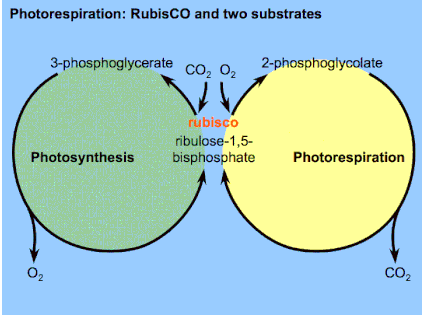 Photorespiration: RubisCO and two substrates
3-phosphoglycerate
CO₂ O₂
2-phosphoglycolate
rubisco
ribulose-1,5-
bisphosphate
Photosynthesis
Photorespiration
O₂
CO₂